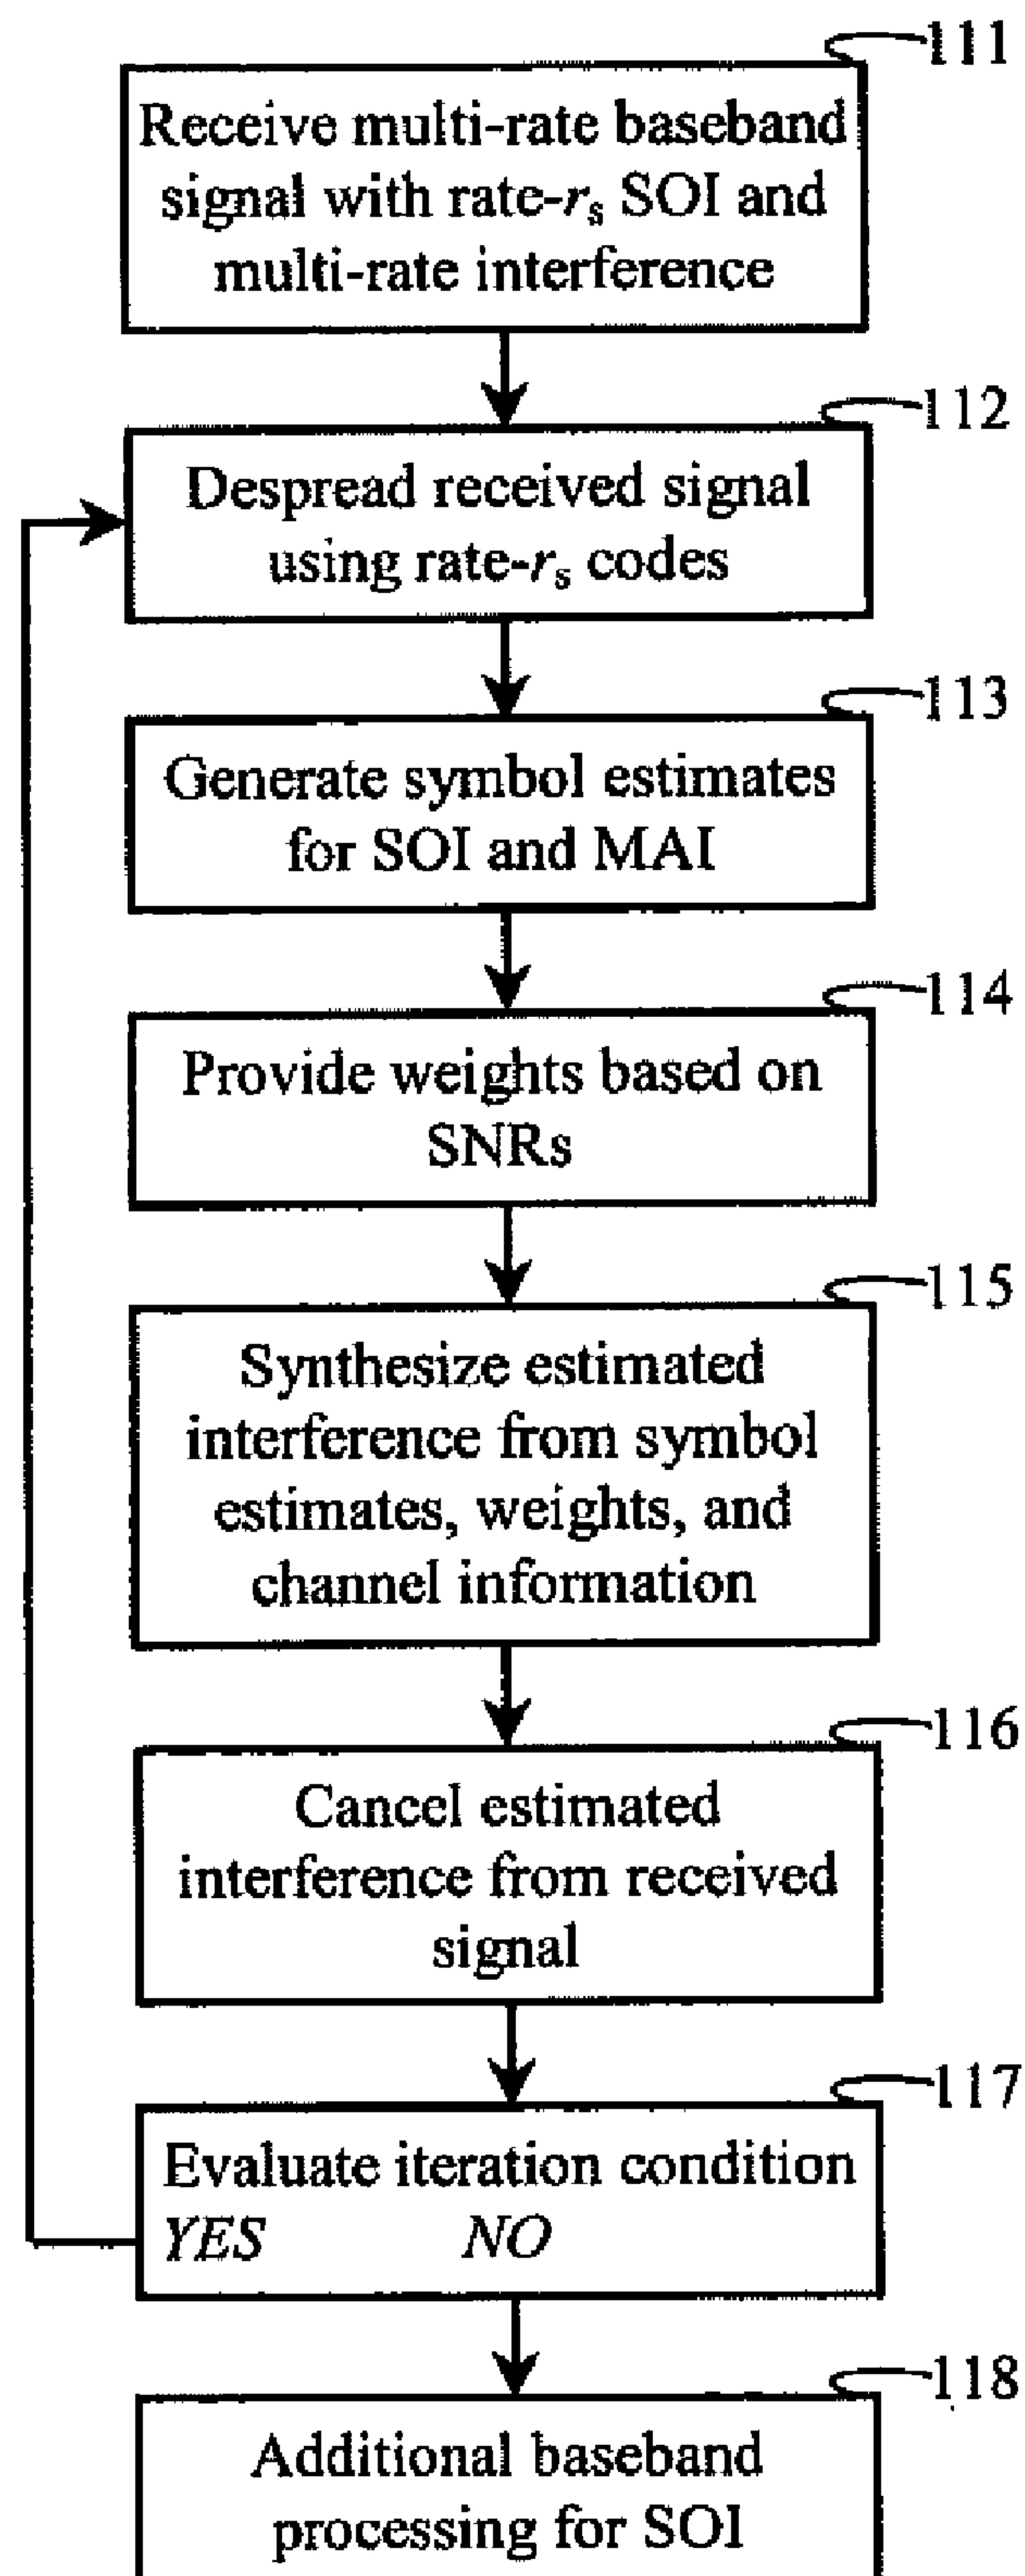 111
Receive multi-rate baseband
signal with rate-rs SOI and
multi-rate interference
112
Despread received signal
using rate-rs codes
113
Generate symbol estimates
for SOI and MAI
114
Provide weights based on
SNRs
115
Synthesize estimated
interference from symbol
estimates, weights, and
channel information
116
Cancel estimated
interference from received
signal
117
Evaluate iteration condition
YES NO
118
Additional baseband
processing for SOI